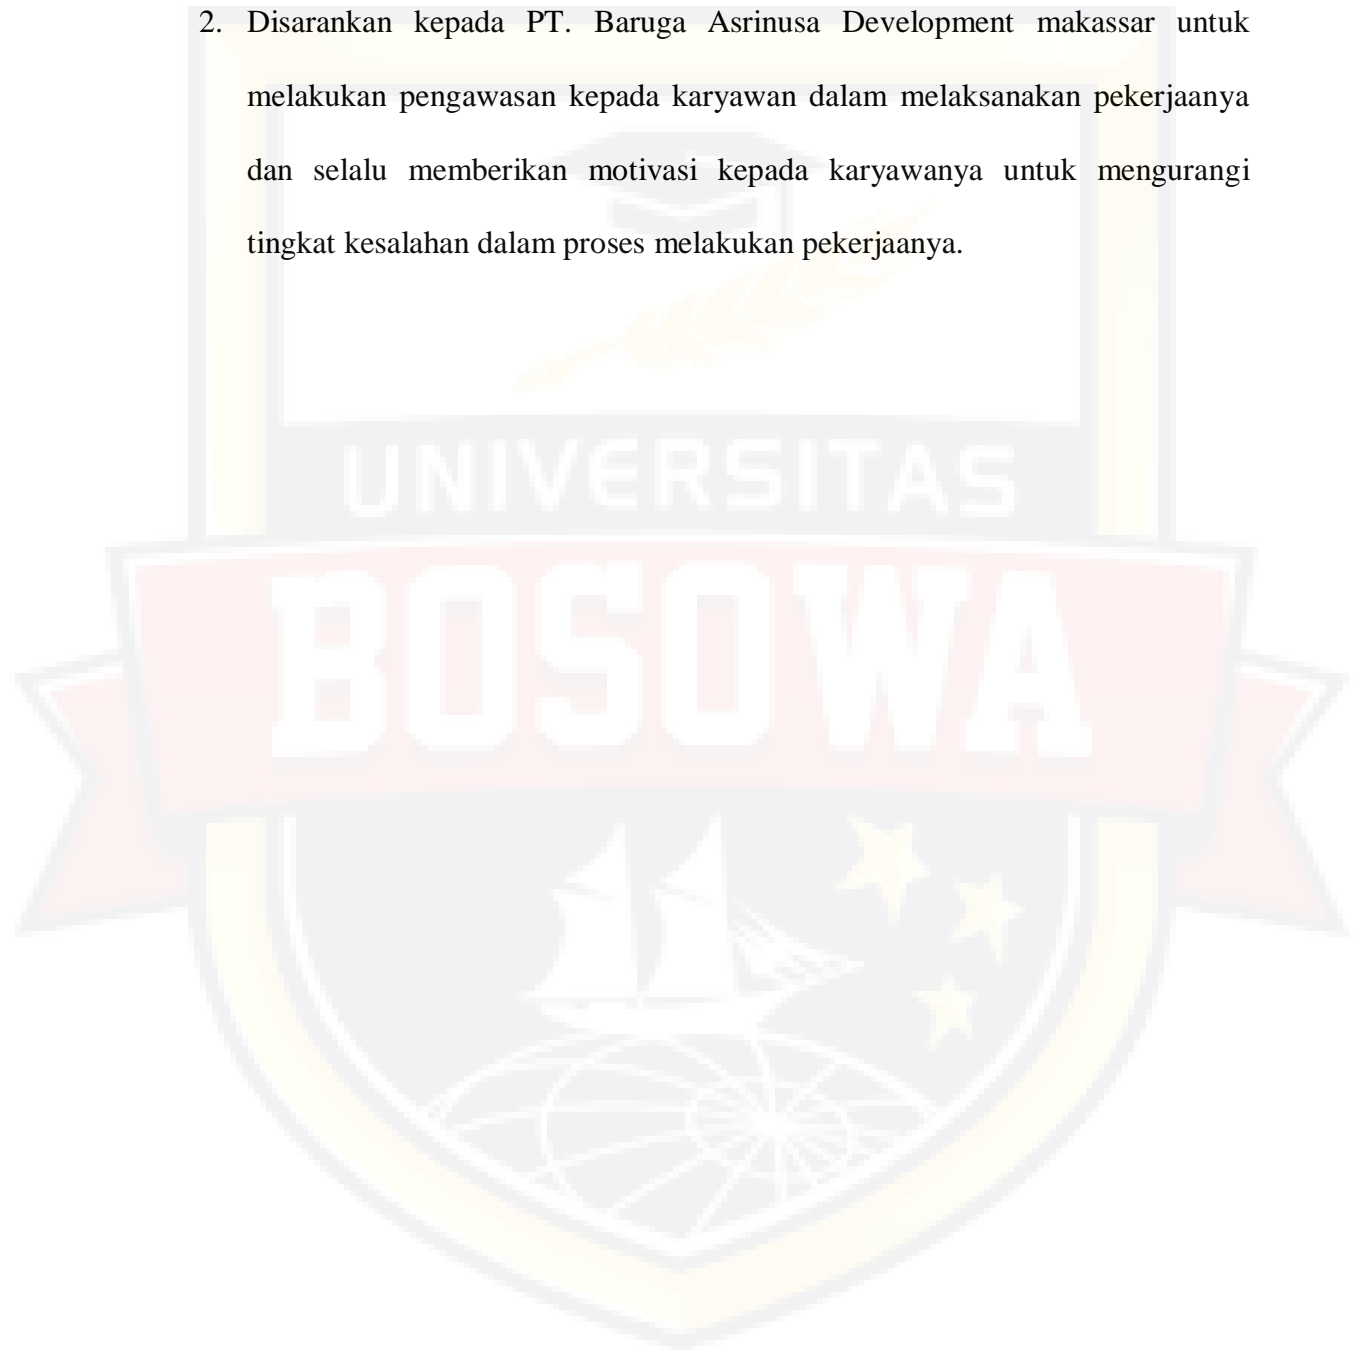 2. Disarankan kepada PT. Baruga Asrinusa Development makassar untuk
melakukan pengawasan kepada karyawan dalam melaksanakan pekerjaanya
dan selalu memberikan motivasi kepada karyawanya untuk mengurangi
tingkat kesalahan dalam proses melakukan pekerjaanya.
UNIVERSITAS
BOSOWA